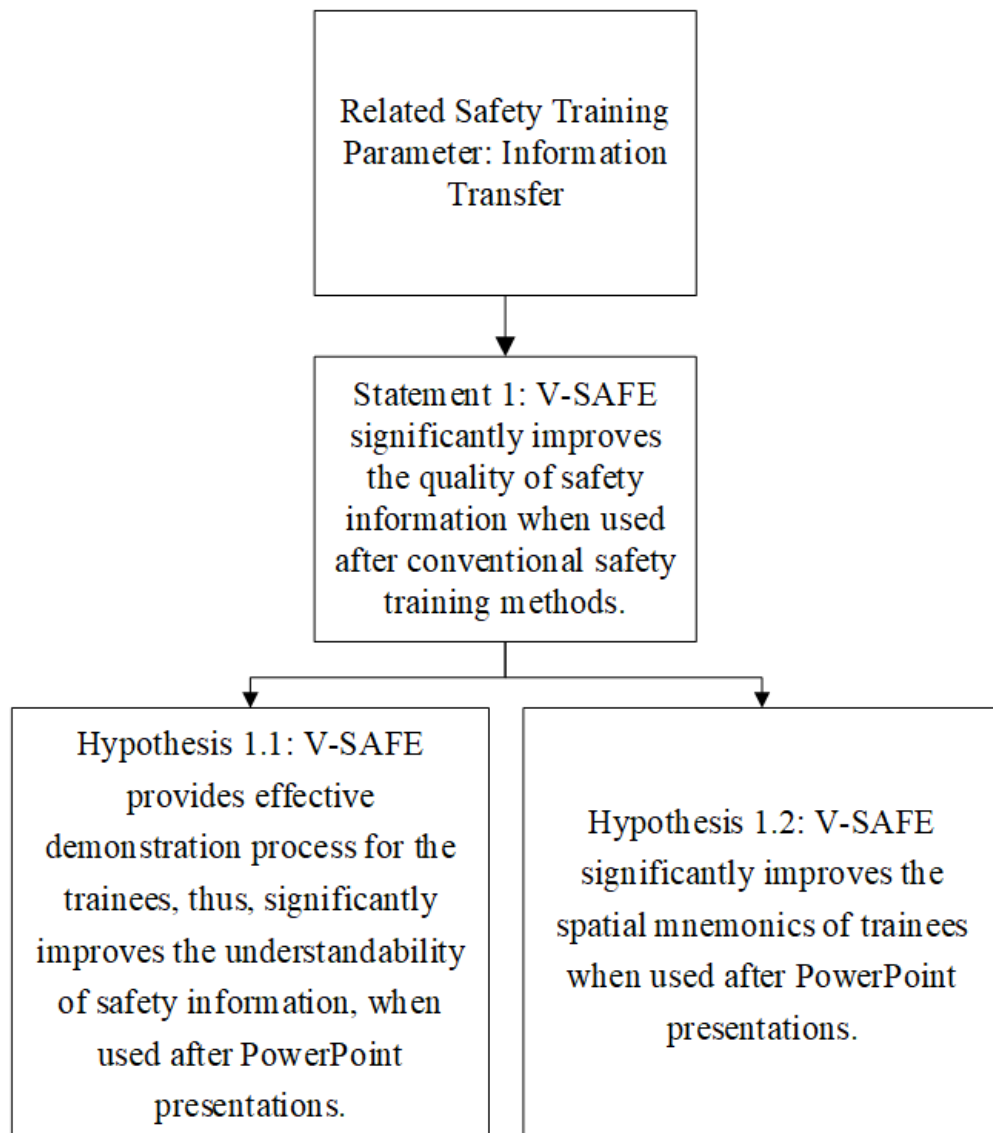 Related Safety Training
Parameter: Information
Transfer
Statement 1: V-SAFE
significantly improves
the quality of safety
information when used
after conventional safety
training methods.
Hypothesis 1.1: V-SAFE
provides effective
demonstration process for the
trainees, thus, significantly
improves the understandability
of safety information, when
used after PowerPoint
presentations.
Hypothesis 1.2: V-SAFE
significantly improves the
spatial mnemonics of trainees
when used after PowerPoint
presentations.